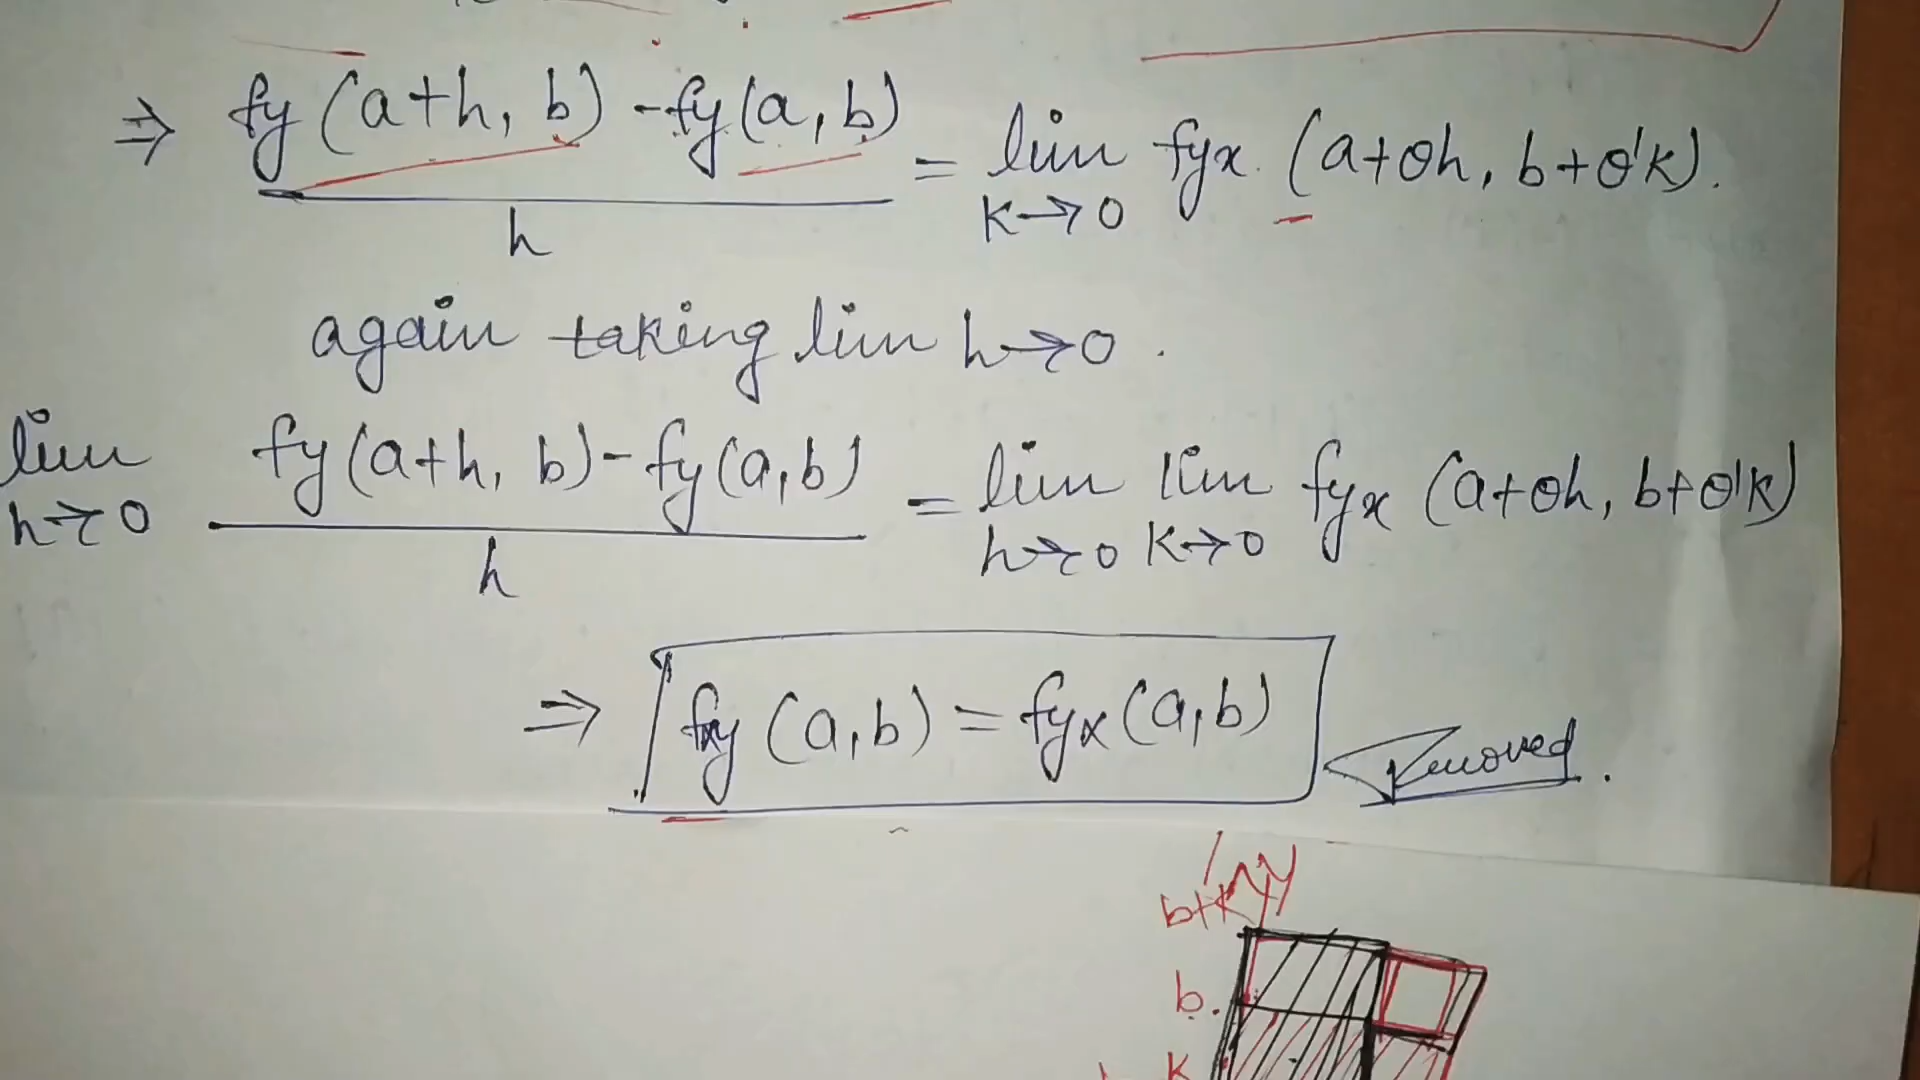 ⇒ fy (a+h, b) - fy (a, b) / h = lim k→0 fyx (a+θh, b+θ'k).
again taking lim h→0.
lim h→0 fy (a+h, b) - fy (a, b) / h = lim h→0 lim k→0 fyx (a+θh, b+θ'k)
⇒ fxy (a, b) = fyx (a, b)
b+k
y
b.
k